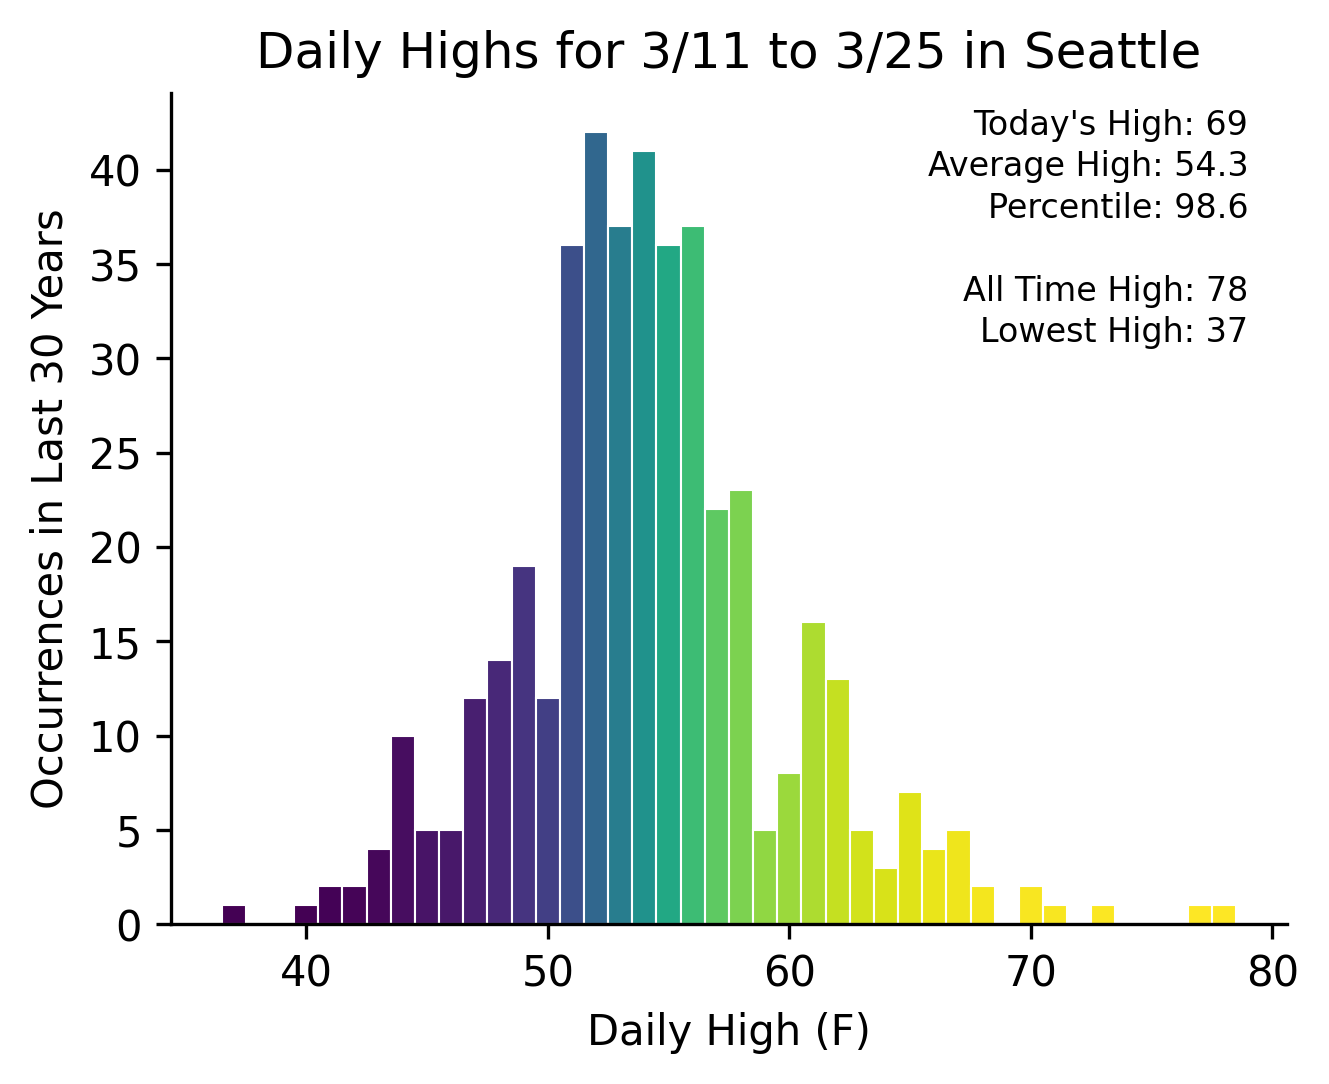 Daily Highs for 3/11 to 3/25 in Seattle
Today's High: 69
Average High: 54.3
Percentile: 98.6
All Time High: 78
Lowest High: 37
Occurrences in Last 30 Years
40
35
30
25
20
15
10
5
0
40 50 60 70 80
Daily High (F)